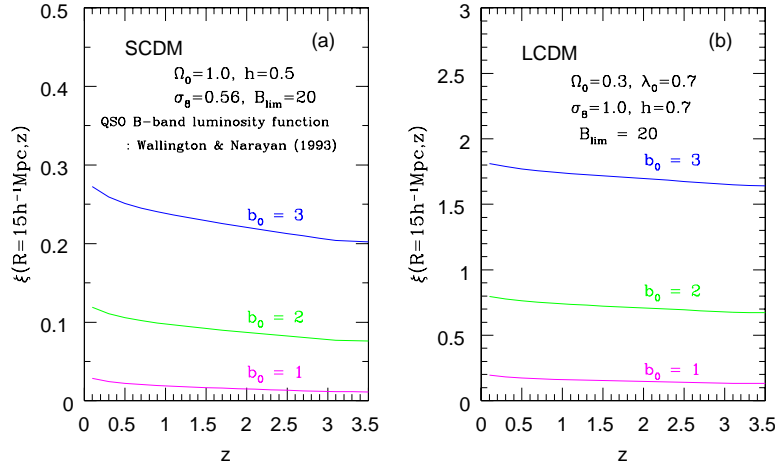 (a)
SCDM
Ω₀=1.0, h=0.5
σ₈=0.56, B_lim=20
QSO B-band luminosity function
: Wallington & Narayan (1993)
b₀ = 3
b₀ = 2
b₀ = 1
ξ(R=15h⁻¹Mpc,z)
0.5
0.4
0.3
0.2
0.1
0
0 0.5 1 1.5 2 2.5 3 3.5
z
(b)
LCDM
Ω₀=0.3, λ₀=0.7
σ₈=1.0, h=0.7
B_lim = 20
b₀ = 3
b₀ = 2
b₀ = 1
ξ(R=15h⁻¹Mpc,z)
3
2.5
2
1.5
1
0.5
0
0 0.5 1 1.5 2 2.5 3 3.5
z